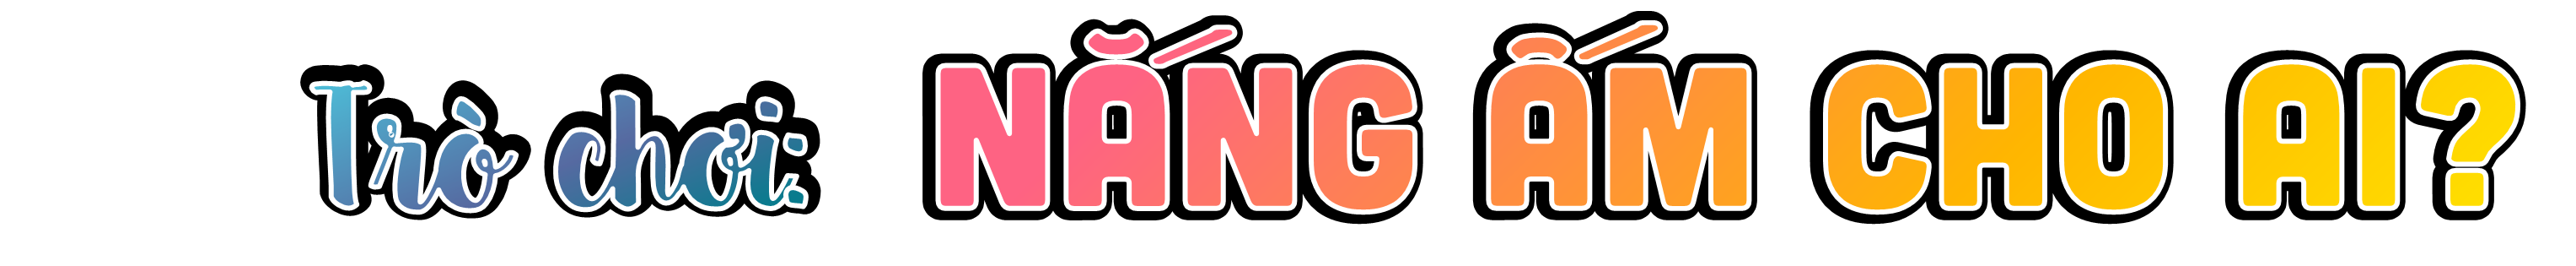 Trò chơi: NẮNG ẤM CHO AI?